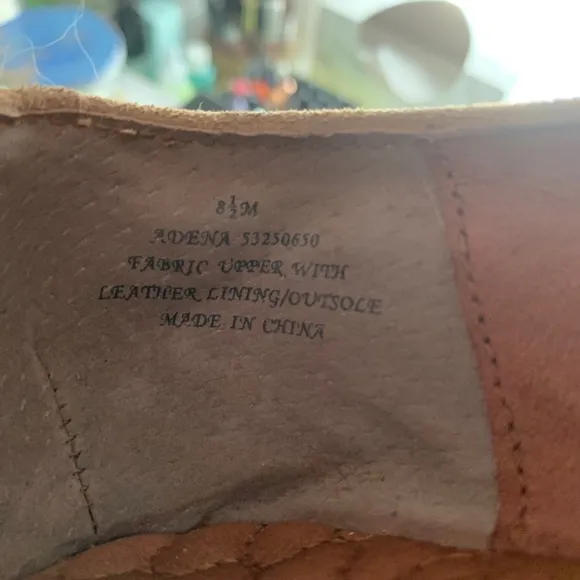 8½M
ADENA 53250650
FABRIC UPPER WITH
LEATHER LINING/OUTSOLE
MADE IN CHINA